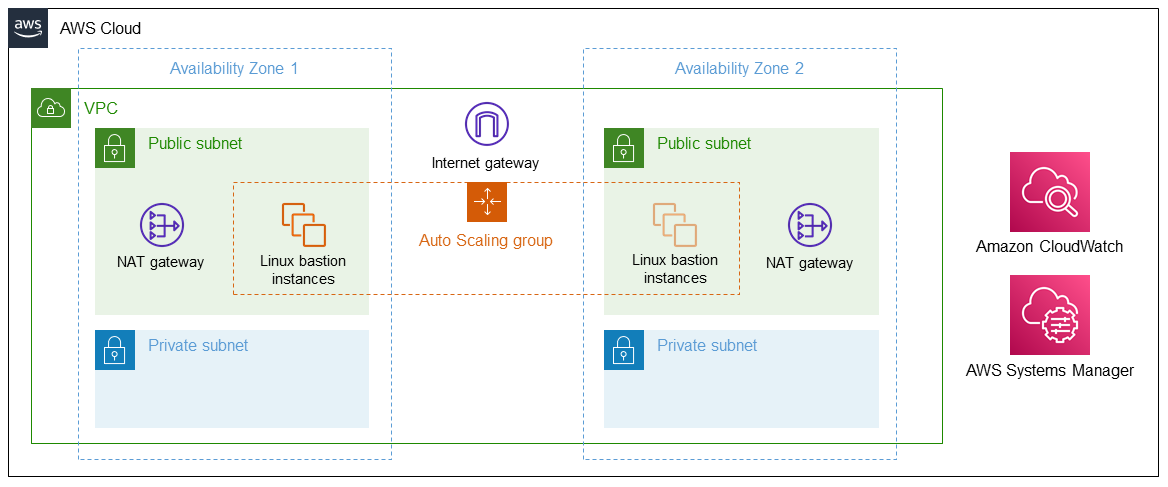 aws
AWS Cloud
Availability Zone 1
Availability Zone 2
VPC
Public subnet
Internet gateway
Public subnet
NAT gateway
Linux bastion
instances
Auto Scaling group
Linux bastion
instances
NAT gateway
Amazon CloudWatch
Private subnet
Private subnet
AWS Systems Manager